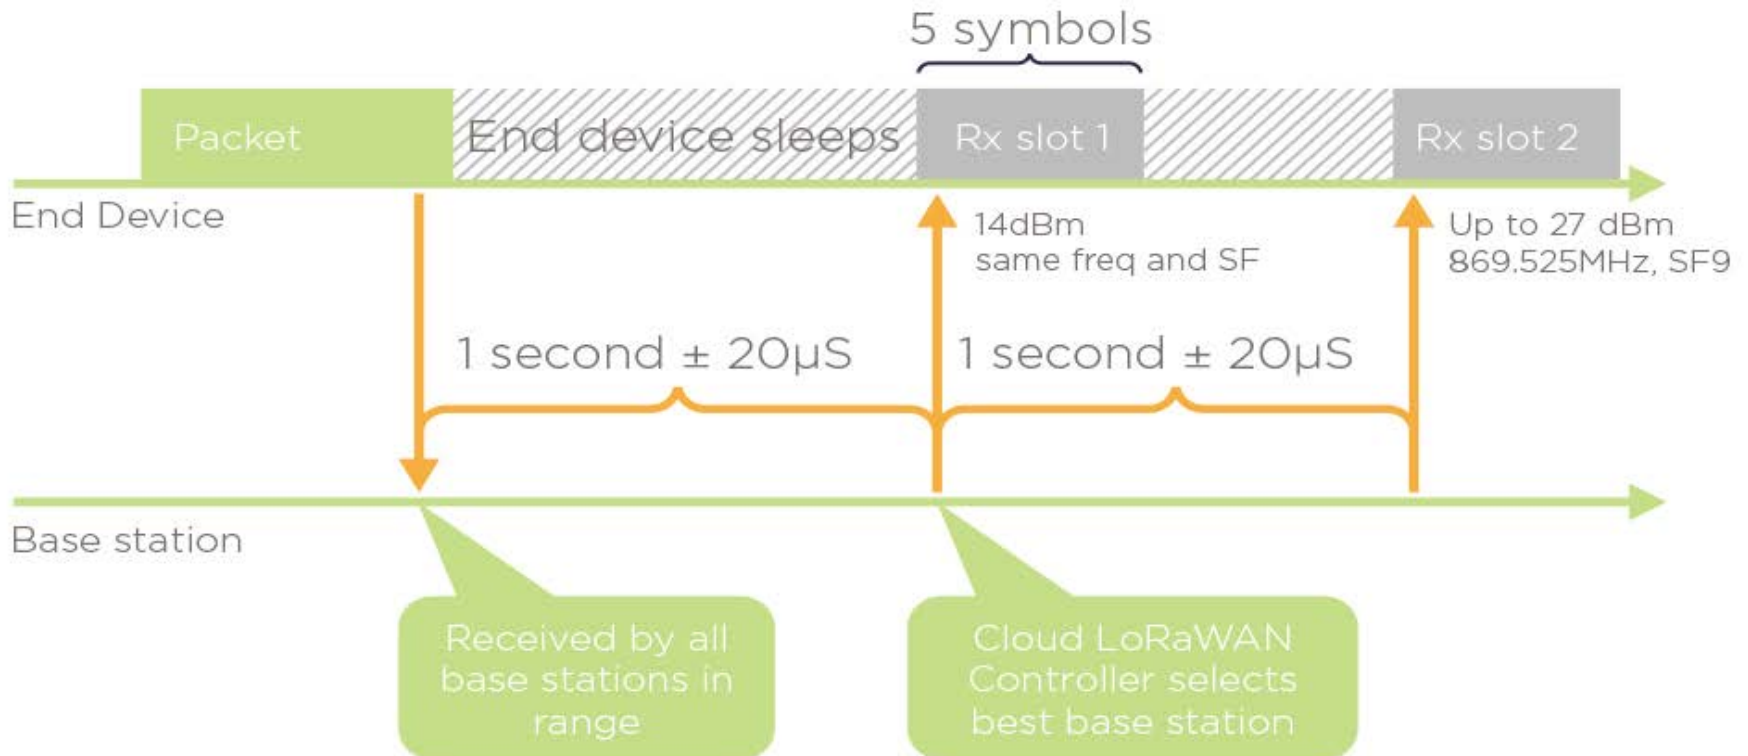 5 symbols
Packet
End device sleeps
Rx slot 1
Rx slot 2
End Device
14dBm
same freq and SF
Up to 27 dBm
869.525MHz, SF9
1 second ± 20µS
1 second ± 20µS
Base station
Received by all
base stations in
range
Cloud LoRaWAN
Controller selects
best base station